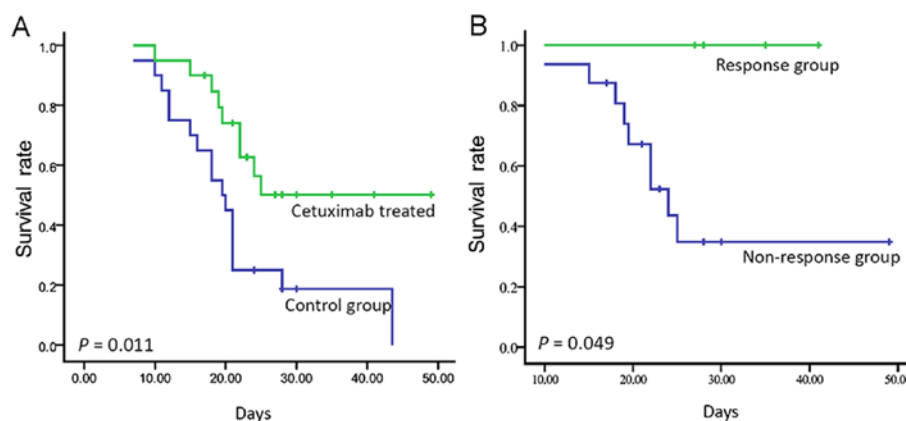 A
Survival rate
1.0
0.8
0.6
0.4
0.2
0.0
Cetuximab treated
Control group
P = 0.011
0.00 10.00 20.00 30.00 40.00 50.00
Days
B
Survival rate
1.0
0.8
0.6
0.4
0.2
0.0
Response group
Non-response group
P = 0.049
10.00 20.00 30.00 40.00 50.00
Days